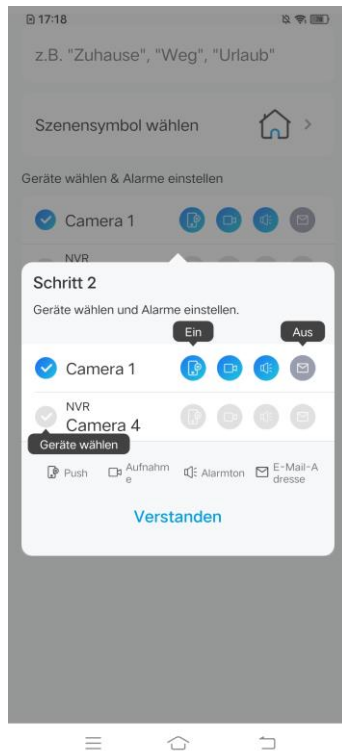 17:18
z.B. "Zuhause", "Weg", "Urlaub"
Szenensymbol wählen
Geräte wählen & Alarme einstellen
Camera 1
NVR
Schritt 2
Geräte wählen und Alarme einstellen.
Ein Aus
Camera 1
NVR
Camera 4
Geräte wählen
Push Aufnahm Alarmton E-Mail-A
e dresse
Verstanden